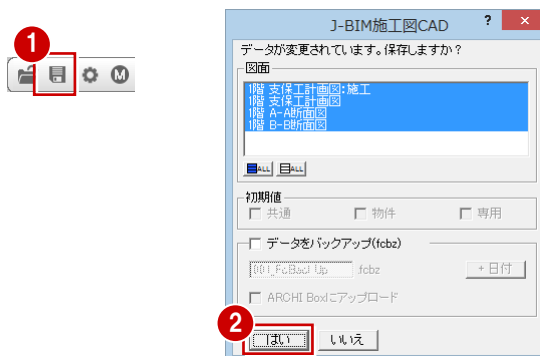 1
M
J-BIM施工図CAD
?
×
データが変更されています。保存しますか?
図面
1階 支保工計画図:施工
1階 支保工計画図
1階 A-A断面図
1階 B-B断面図
ALL
ALL
初期値
共通
物件
専用
データをバックアップ(fcbz)
fcbz
+日付
ARCHI Boxにアップロード
2
はい
いいえ